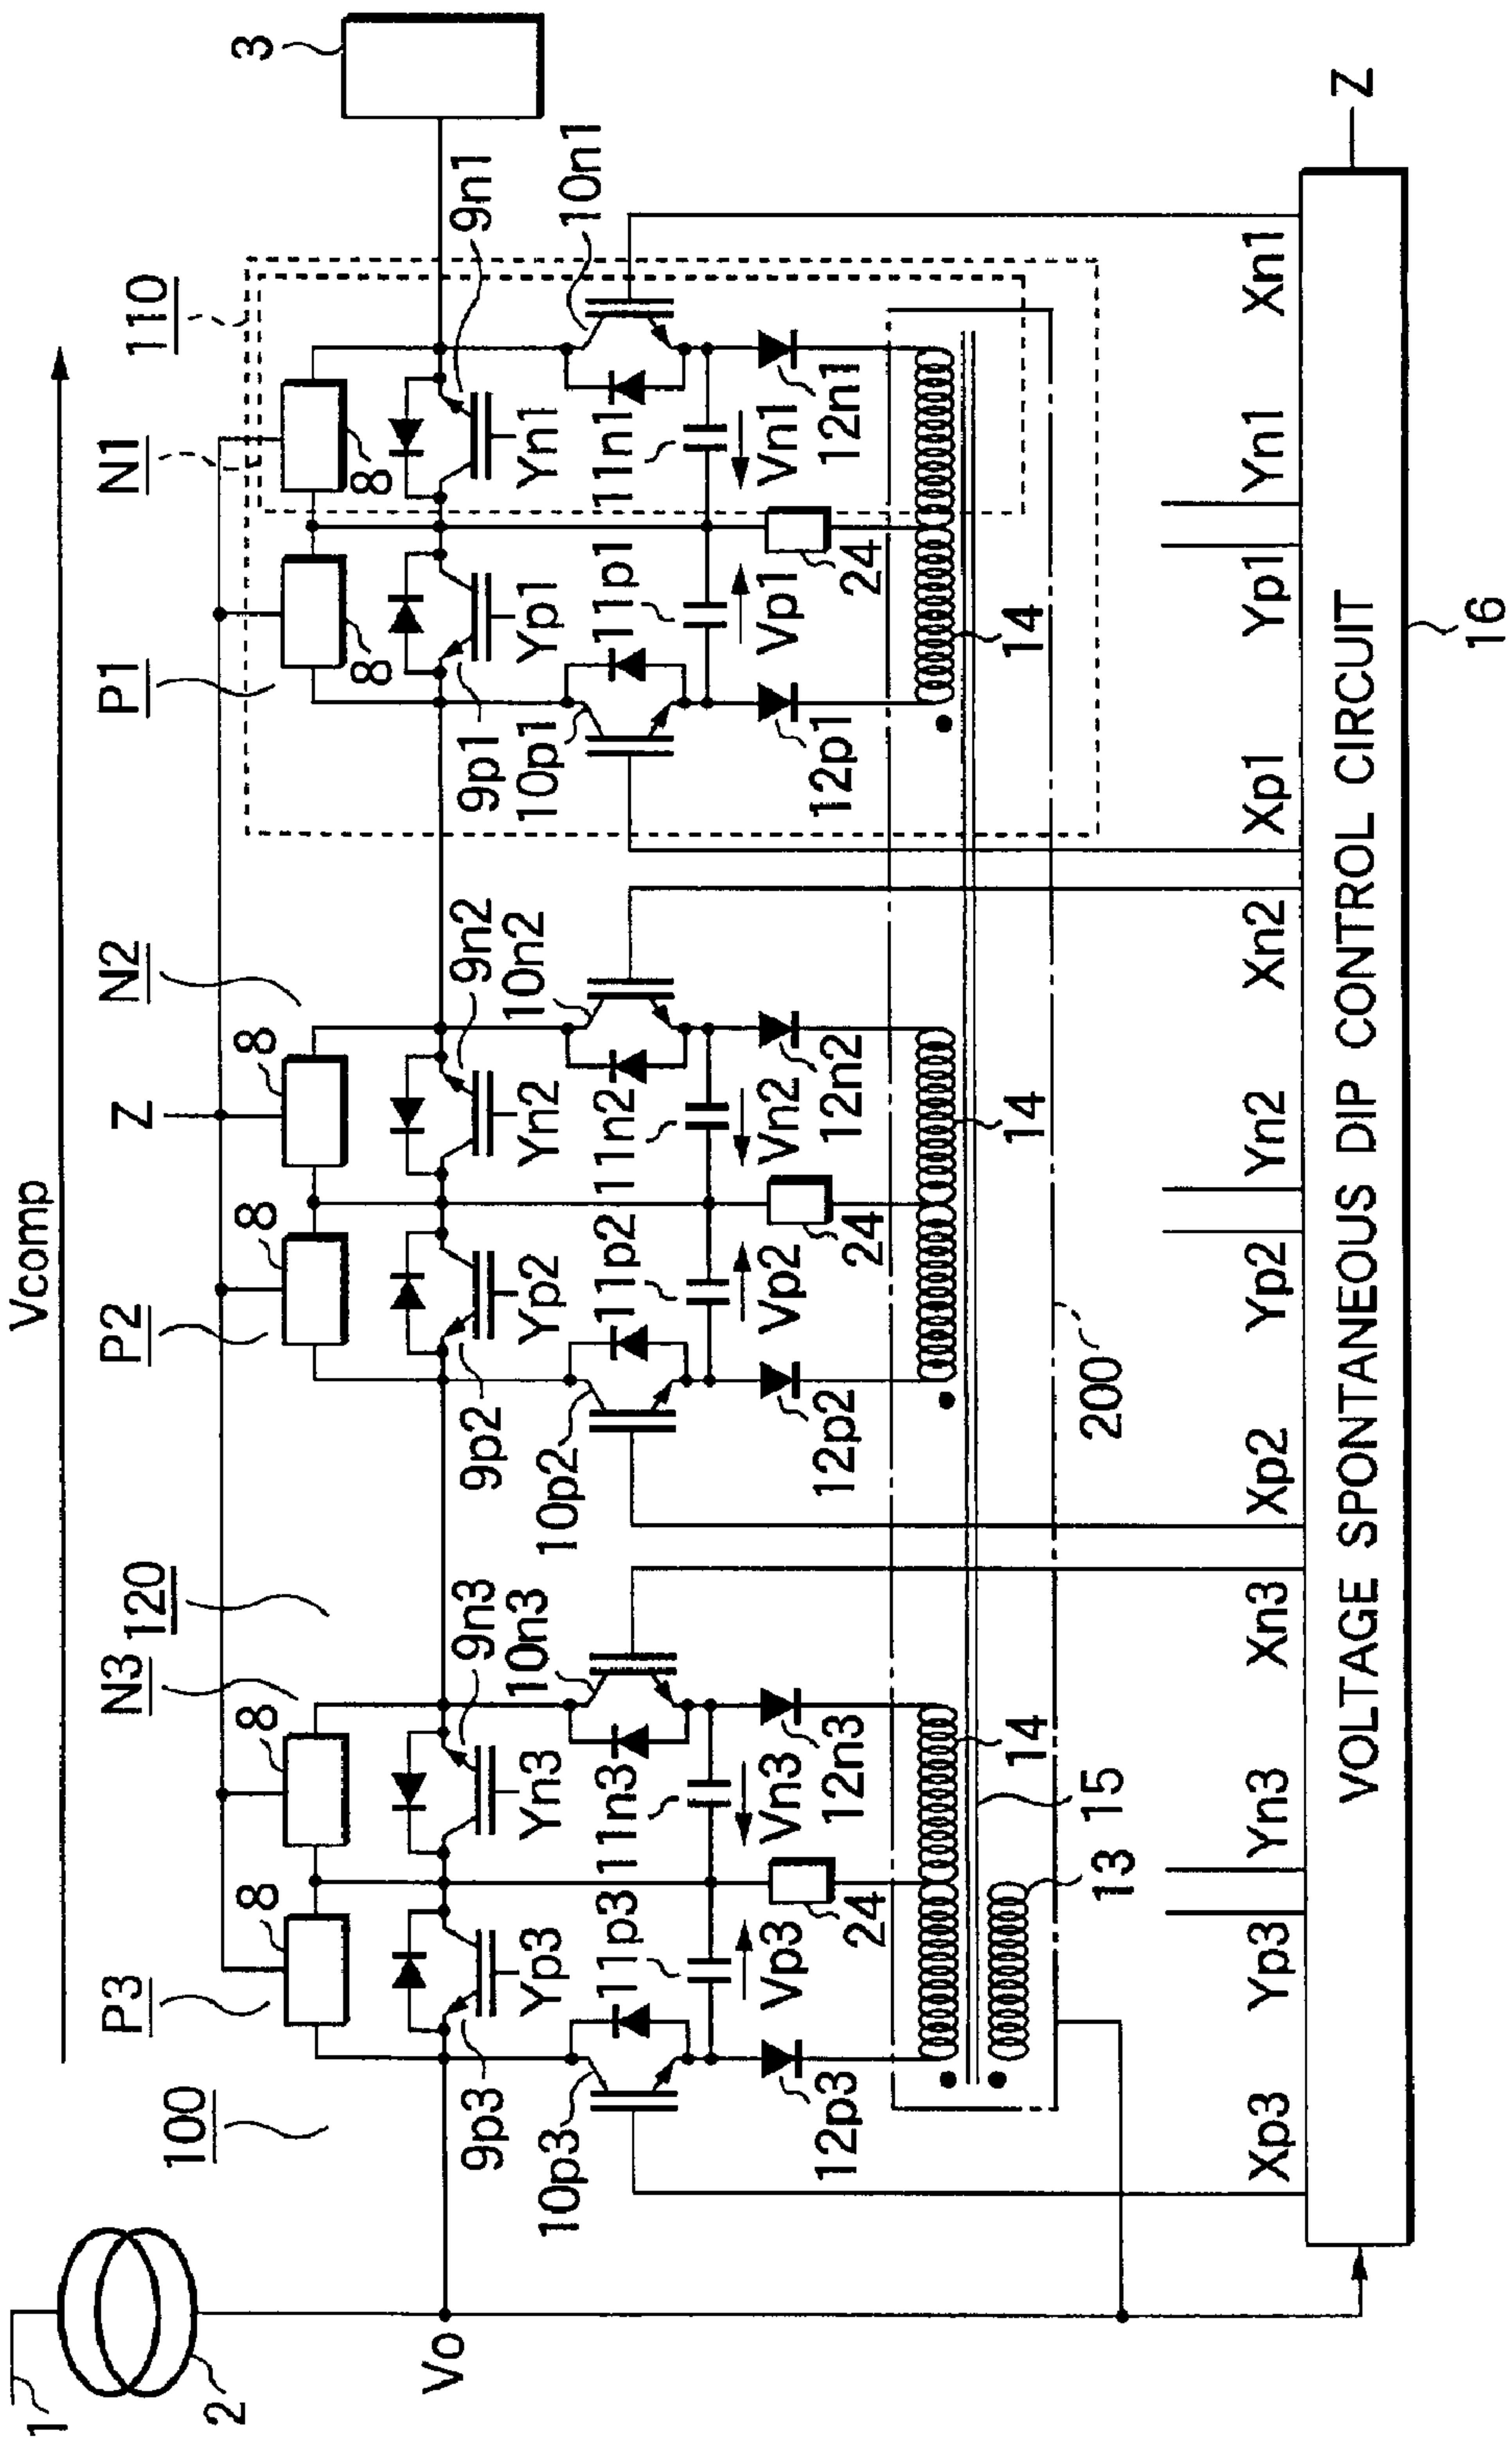 Vcomp
1
2
100
P3
N3
120
P2
Z
N2
P1
N1
110
3
8
8
8
8
8
8
Vo
9p3
Yp3
Yn3
9n3
9p2
Yp2
Yn2
9n2
9p1
Yp1
Yn1
9n1
10p3
11p3
11n3
10n3
10p2
11p2
11n2
10n2
10p1
11p1
11n1
10n1
Vp3
Vn3
Vp2
Vn2
Vp1
Vn1
12p3
24
12n3
12p2
24
12n2
12p1
24
12n1
14
14
14
13
15
200
Xp3
Yp3
Yn3
Xn3
Xp2
Yp2
Yn2
Xn2
Xp1
Yp1
Yn1
Xn1
VOLTAGE SPONTANEOUS DIP CONTROL CIRCUIT
Z
16